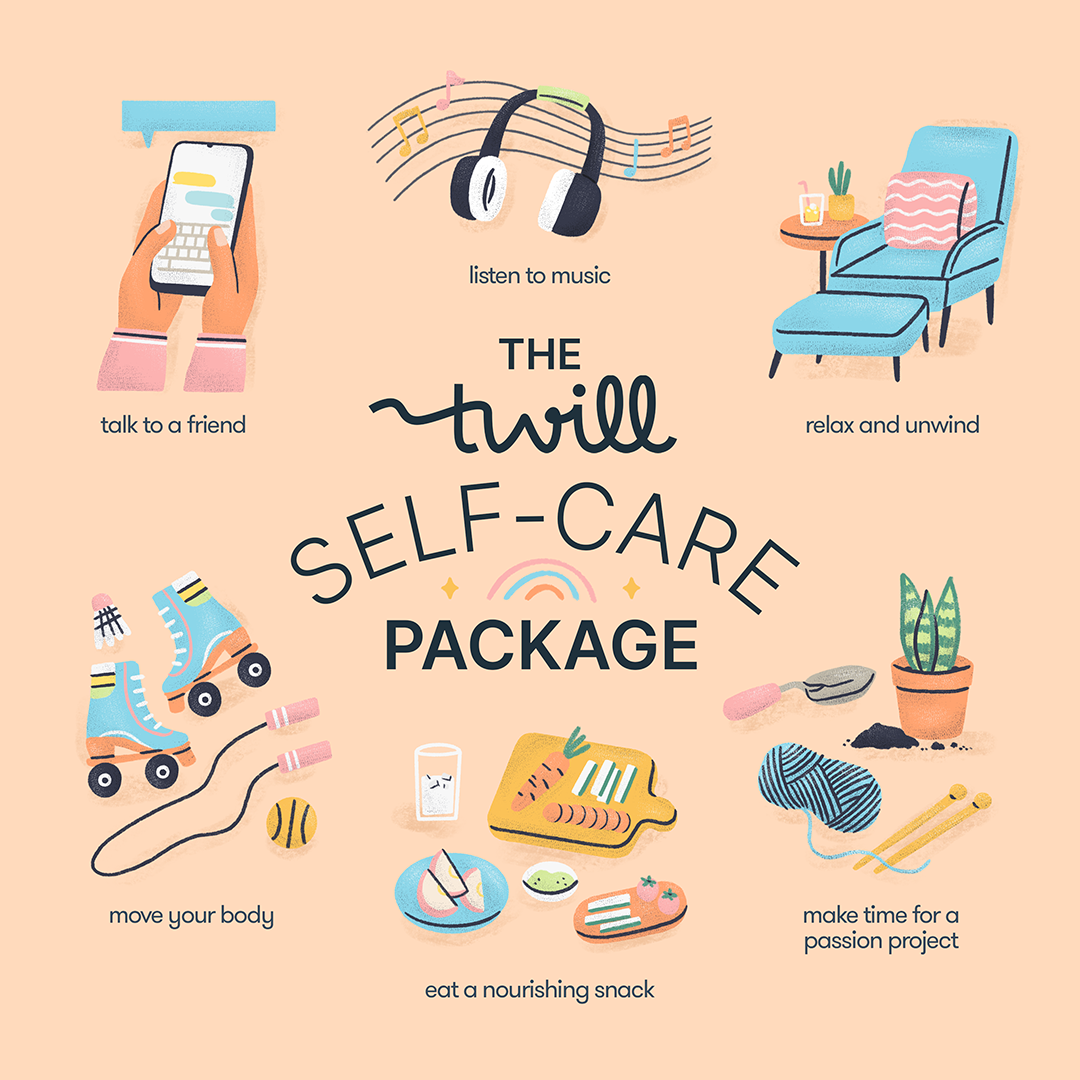 listen to music
talk to a friend
relax and unwind
THE
twill
SELF-CARE
PACKAGE
move your body
make time for a
passion project
eat a nourishing snack